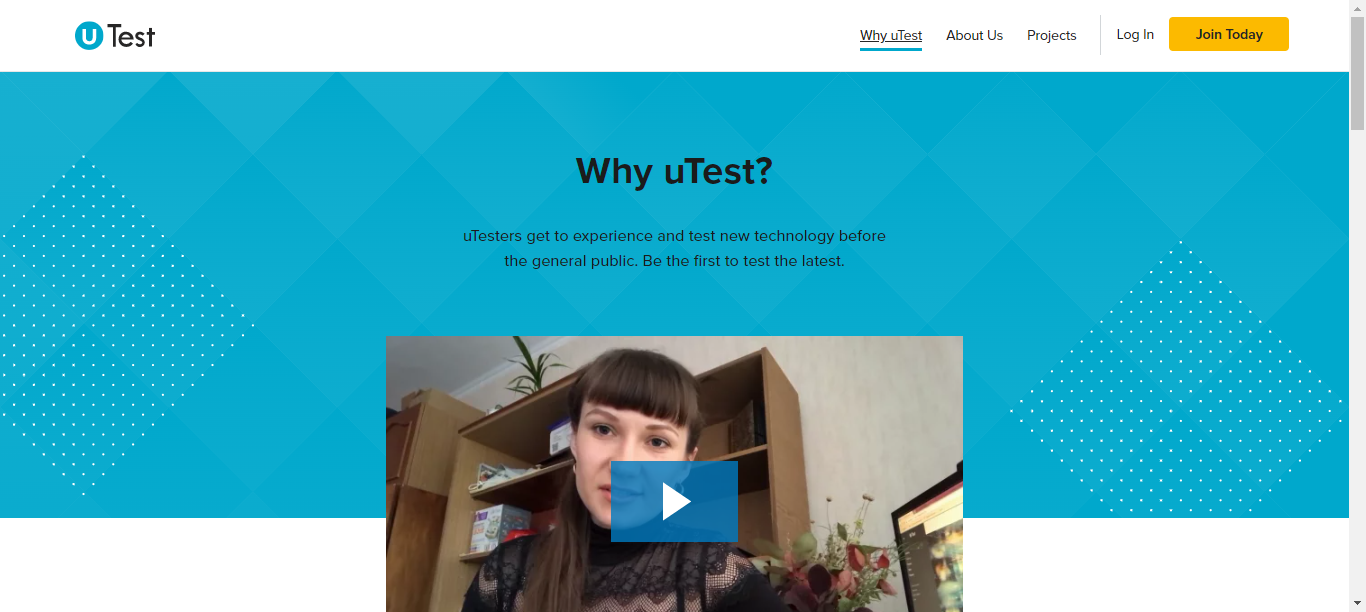 uTest
Why uTest
About Us
Projects
Log In
Join Today
Why uTest?
uTesters get to experience and test new technology before
the general public. Be the first to test the latest.